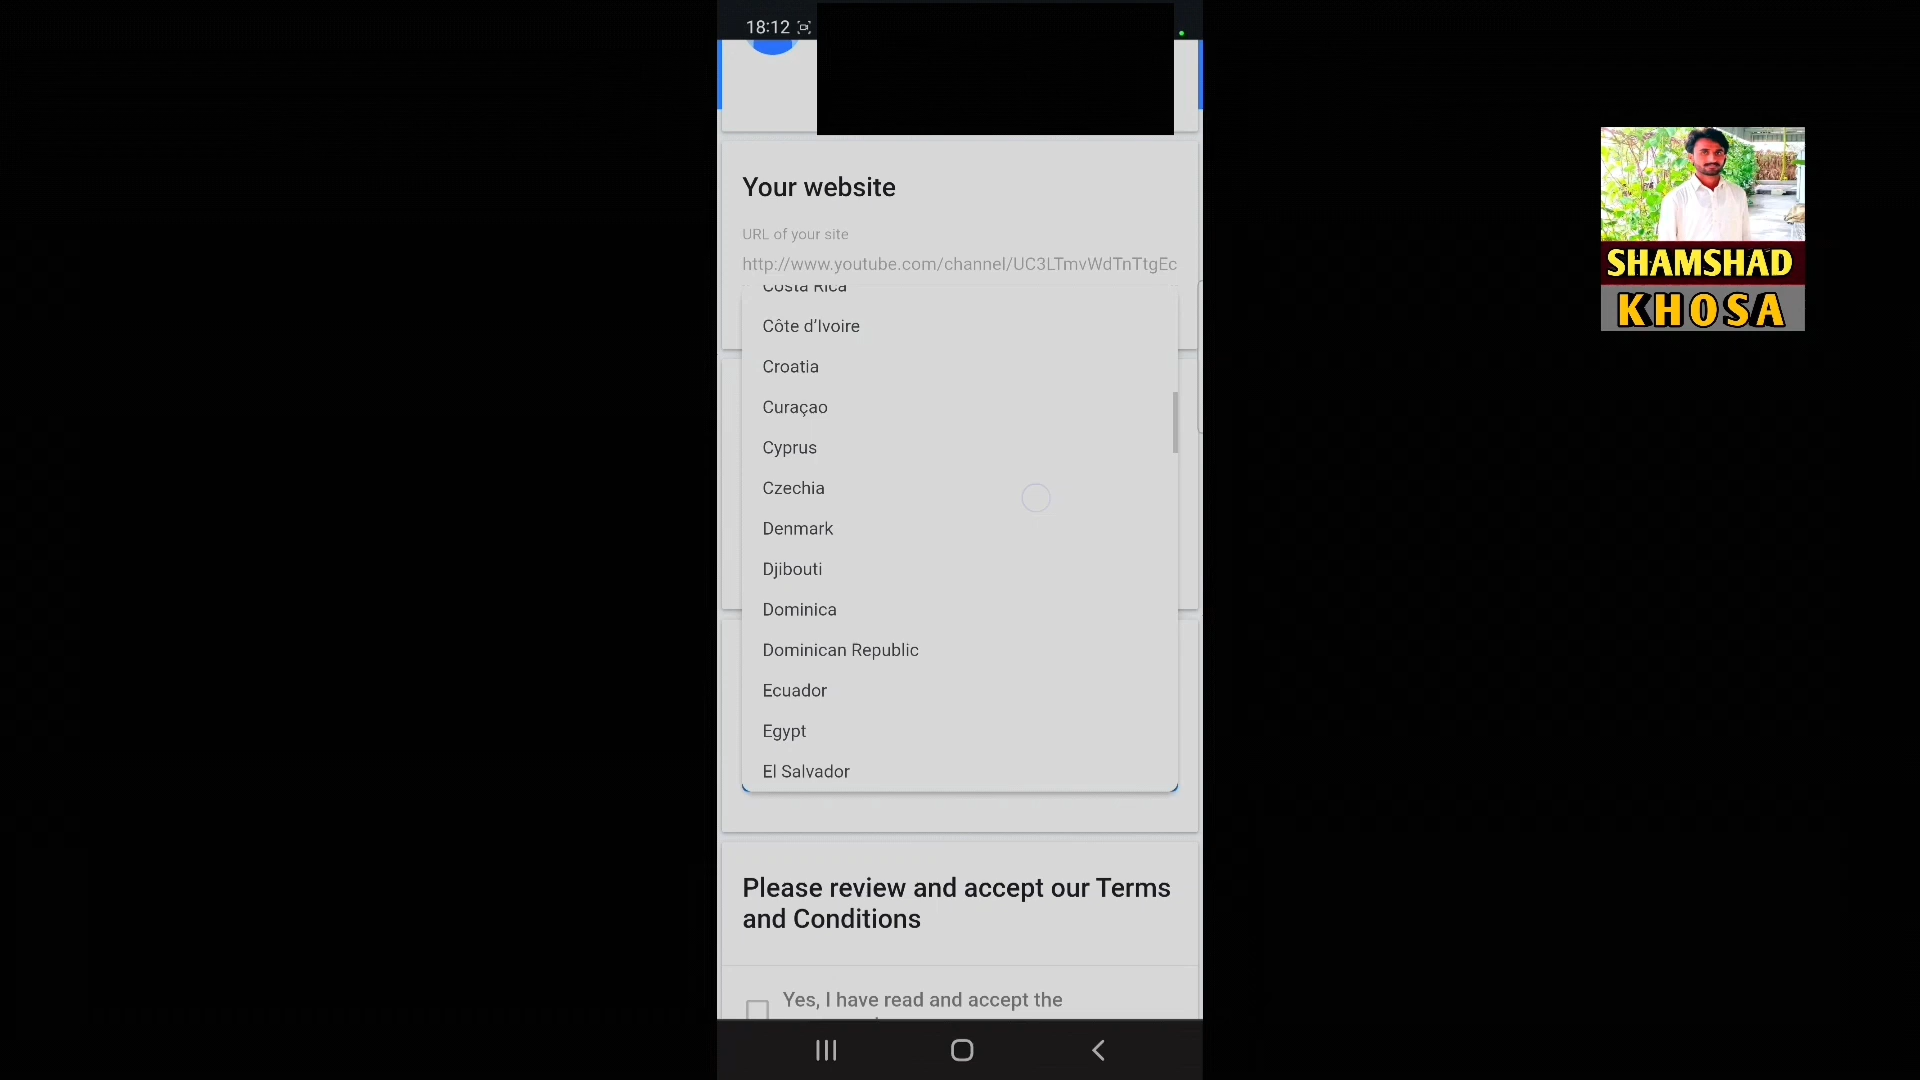 18:12
Your website
URL of your site
http://www.youtube.com/channel/UC3LTmvWdTnTtgEc
Costa Rica
Côte d’Ivoire
Croatia
Curaçao
Cyprus
Czechia
Denmark
Djibouti
Dominica
Dominican Republic
Ecuador
Egypt
El Salvador
Please review and accept our Terms
and Conditions
Yes, I have read and accept the
SHAMSHAD
KHOSA